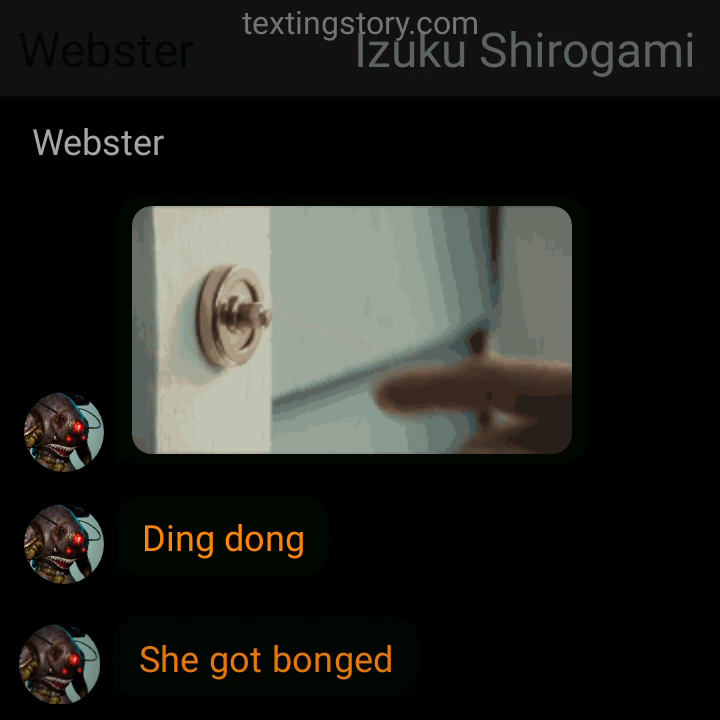 textingstory.com
Webster Izuku Shirogami
Webster
Ding dong
She got bonged